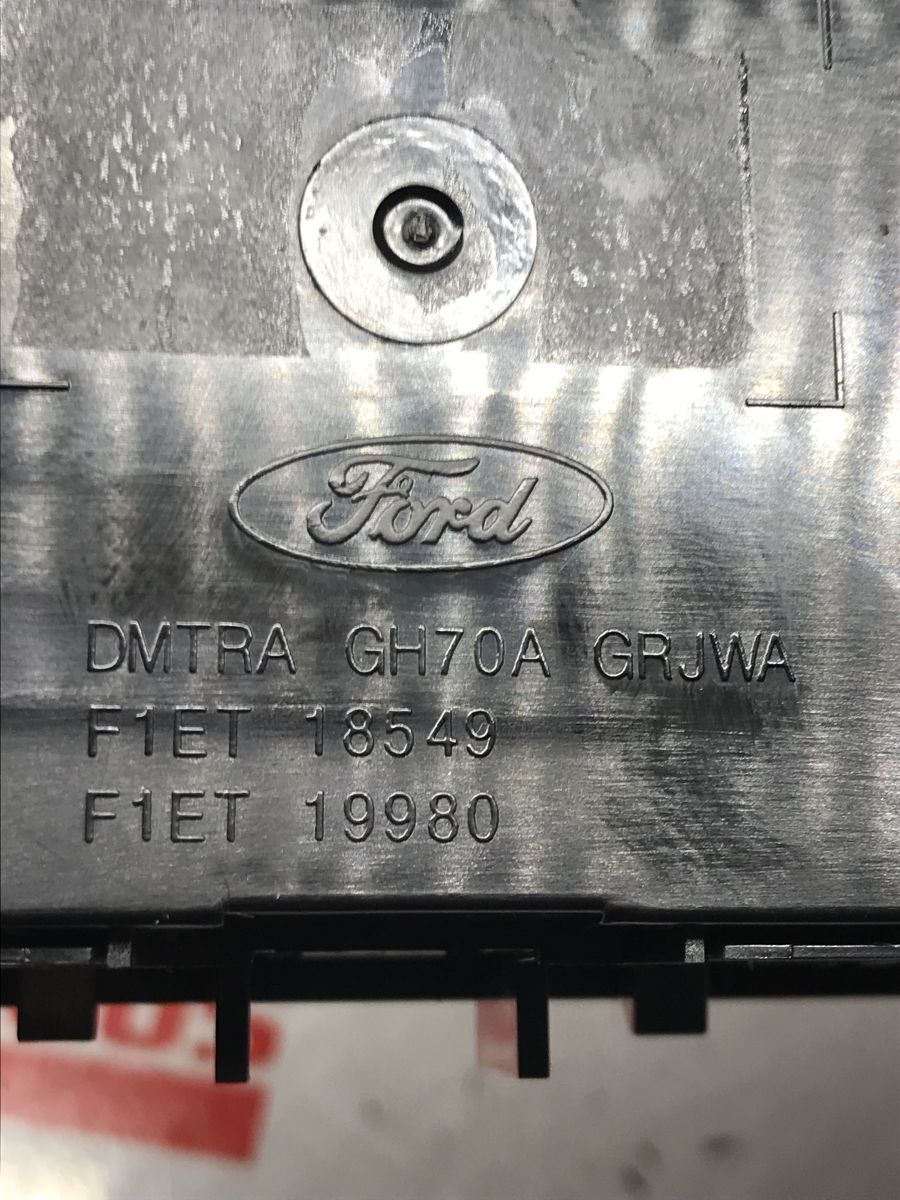 Ford
DMTRA GH70A GRJWA
F1ET 18549
F1ET 19980